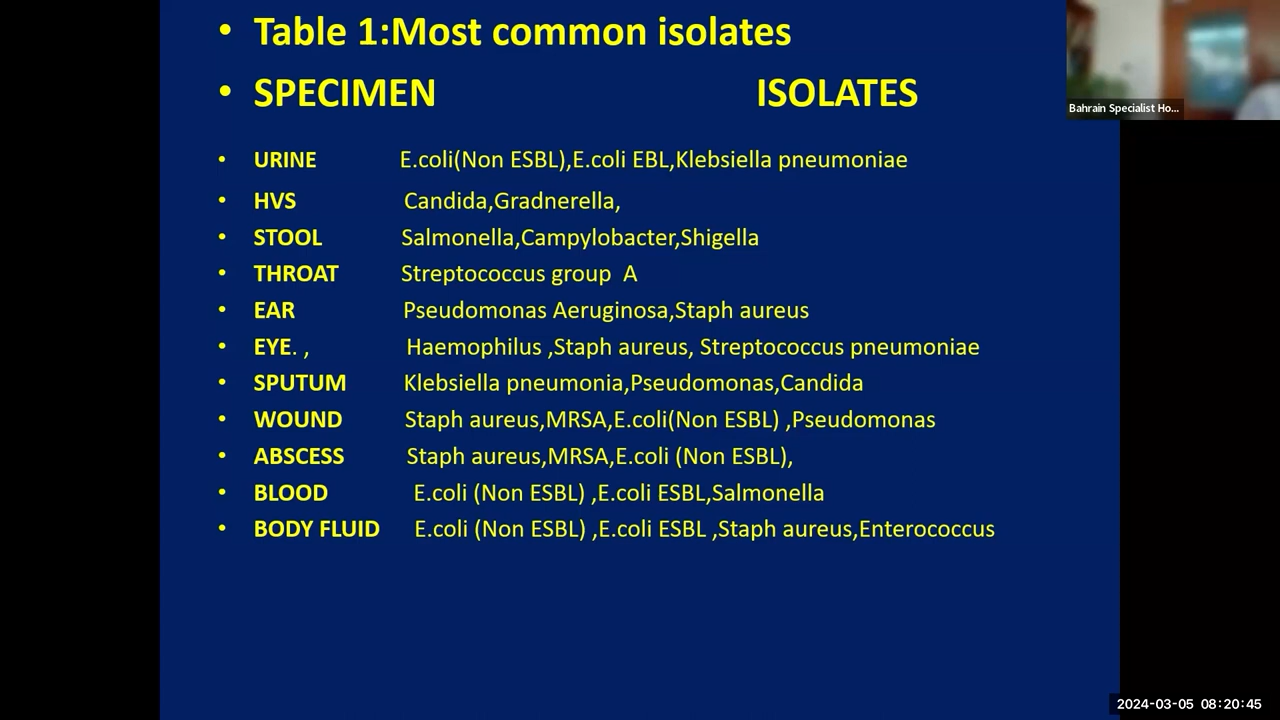 • Table 1:Most common isolates
• SPECIMEN ISOLATES
Bahrain Specialist Ho...
• URINE E.coli(Non ESBL),E.coli EBL,Klebsiella pneumoniae
• HVS Candida,Gradnerella,
• STOOL Salmonella,Campylobacter,Shigella
• THROAT Streptococcus group A
• EAR Pseudomonas Aeruginosa,Staph aureus
• EYE. , Haemophilus ,Staph aureus, Streptococcus pneumoniae
• SPUTUM Klebsiella pneumonia,Pseudomonas,Candida
• WOUND Staph aureus,MRSA,E.coli(Non ESBL) ,Pseudomonas
• ABSCESS Staph aureus,MRSA,E.coli (Non ESBL),
• BLOOD E.coli (Non ESBL) ,E.coli ESBL,Salmonella
• BODY FLUID E.coli (Non ESBL) ,E.coli ESBL ,Staph aureus,Enterococcus
2024-03-05 08:20:45